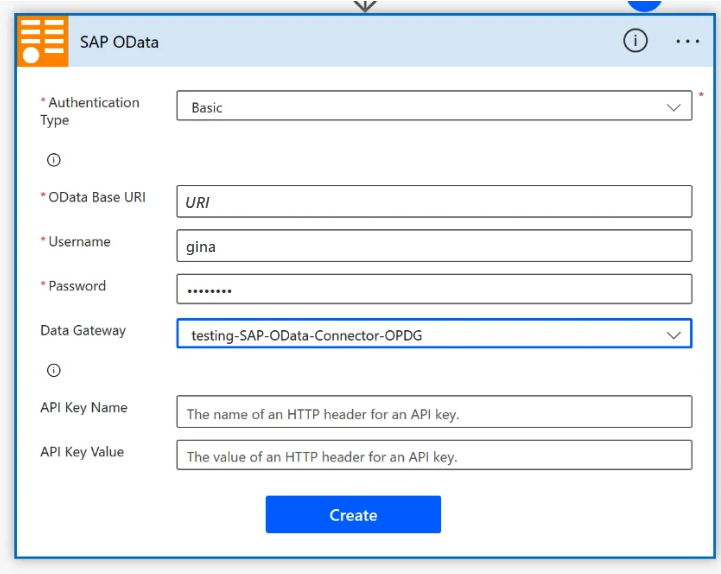 SAP OData
* Authentication
Type
Basic
*
* OData Base URI
URI
* Username
gina
* Password
••••••••
Data Gateway
testing-SAP-OData-Connector-OPDG
API Key Name
The name of an HTTP header for an API key.
API Key Value
The value of an HTTP header for an API key.
Create